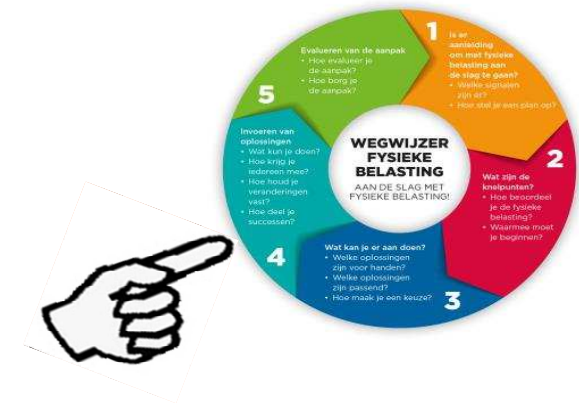 1
Is er
aanleiding
om met fysieke
belasting aan
de slag te gaan?
• Welke signalen
zijn er?
• Hoe stel je een plan op?
2
Wat zijn de
knelpunten?
• Hoe beoordeel
je de fysieke
belasting?
• Waarmee moet
je beginnen?
3
Wat kan je er aan doen?
• Welke oplossingen
zijn voor handen?
• Welke oplossingen
zijn passend?
• Hoe maak je een keuze?
4
Invoeren van
oplossingen
• Wat kun je doen?
• Hoe krijg je
iedereen mee?
• Hoe houd je
veranderingen
vast?
• Hoe deel je
successen?
5
Evalueren van de aanpak
• Hoe evalueer je
de aanpak?
• Hoe borg je
de aanpak?
WEGWIJZER
FYSIEKE
BELASTING
AAN DE SLAG MET
FYSIEKE BELASTING!